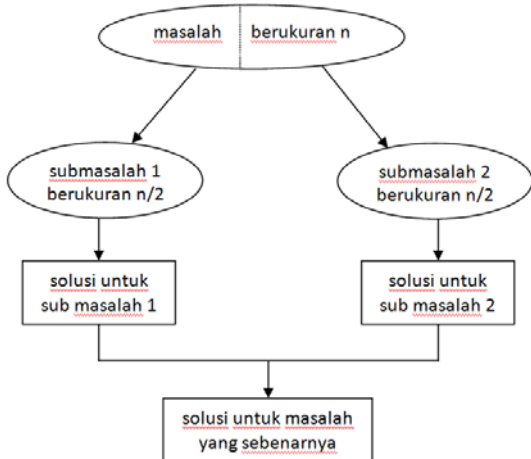 masalah berukuran n
submasalah 1
berukuran n/2
submasalah 2
berukuran n/2
solusi untuk
sub masalah 1
solusi untuk
sub masalah 2
solusi untuk masalah
yang sebenarnya